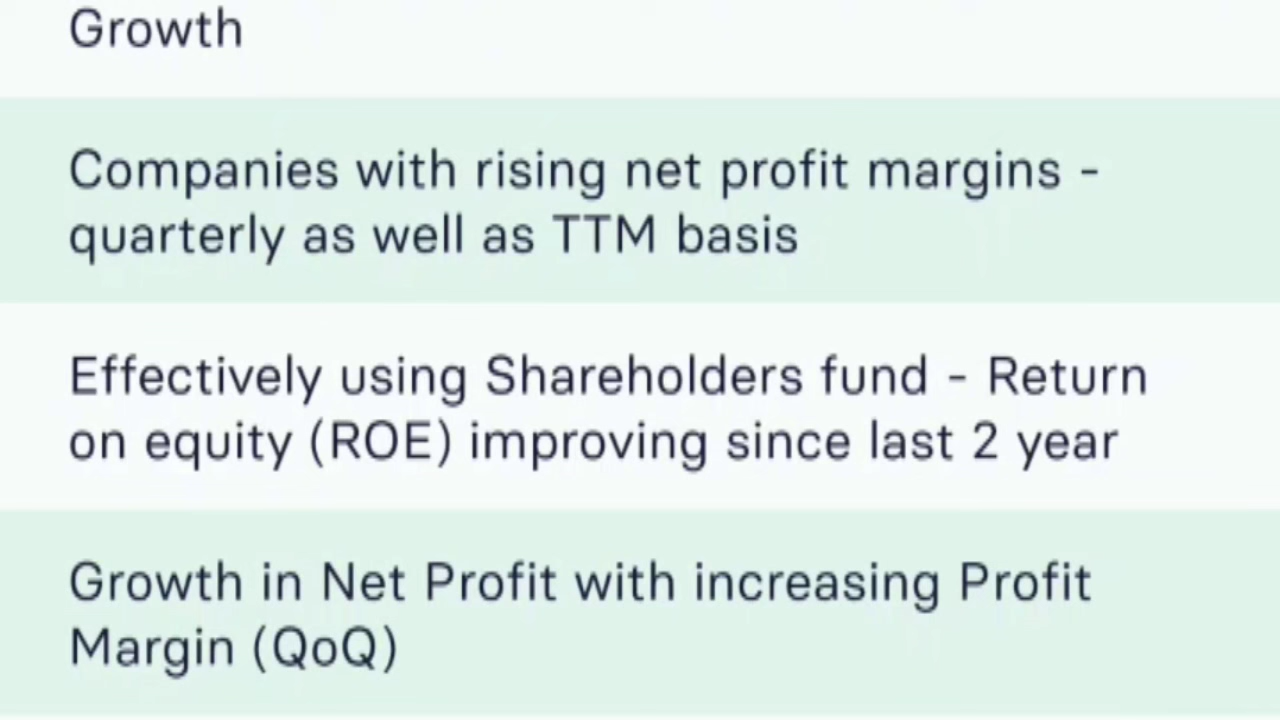 Growth
Companies with rising net profit margins -
quarterly as well as TTM basis
Effectively using Shareholders fund - Return
on equity (ROE) improving since last 2 year
Growth in Net Profit with increasing Profit
Margin (QoQ)